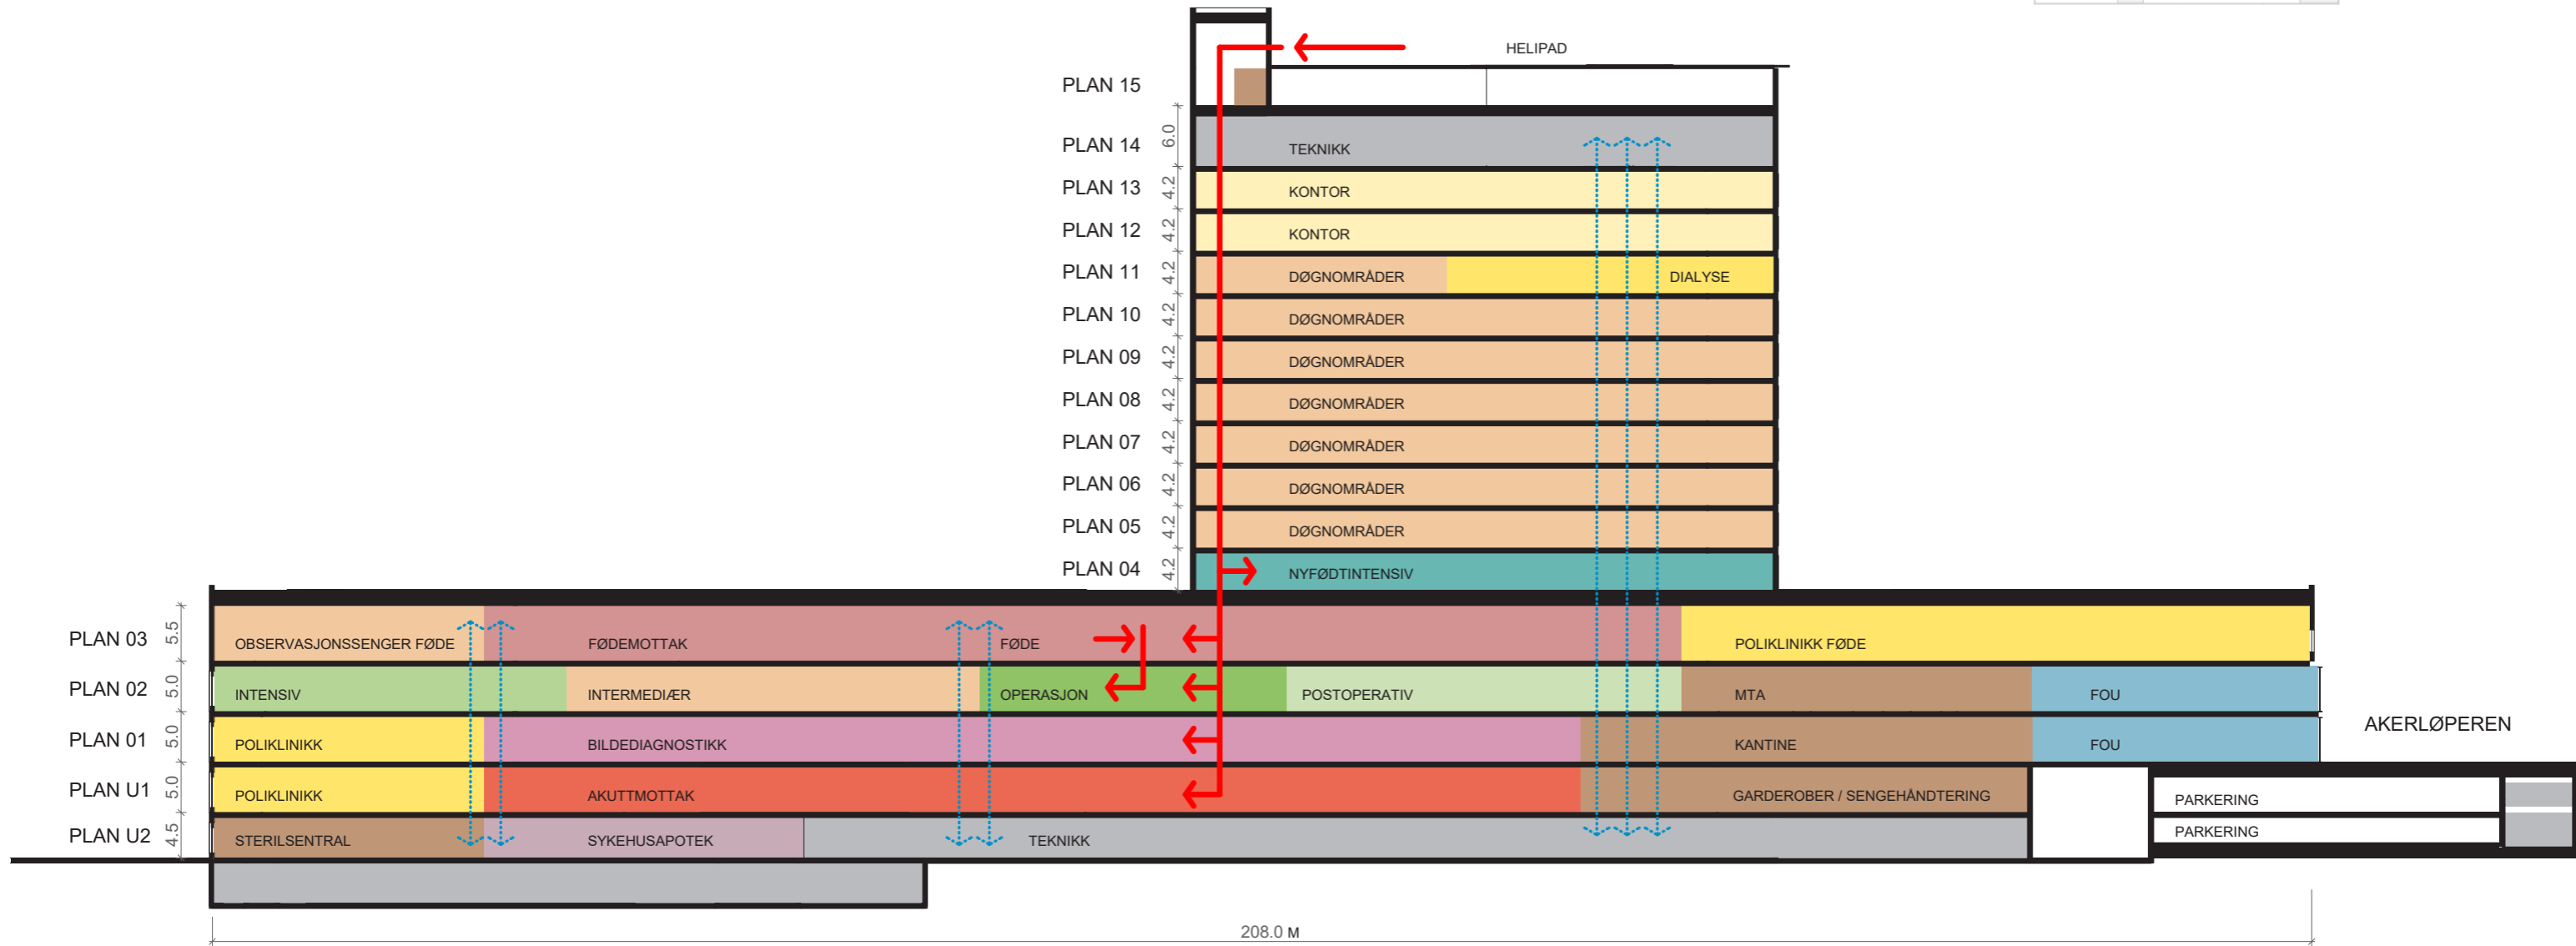 HELIPAD
PLAN 15
PLAN 14 6.0 TEKNIKK
PLAN 13 4.2 KONTOR
PLAN 12 4.2 KONTOR
PLAN 11 4.2 DØGNOMRÅDER DIALYSE
PLAN 10 4.2 DØGNOMRÅDER
PLAN 09 4.2 DØGNOMRÅDER
PLAN 08 4.2 DØGNOMRÅDER
PLAN 07 4.2 DØGNOMRÅDER
PLAN 06 4.2 DØGNOMRÅDER
PLAN 05 4.2 DØGNOMRÅDER
PLAN 04 4.2 NYFØDTINTENSIV
PLAN 03 5.5 OBSERVASJONSSENGER FØDE FØDEMOTTAK FØDE POLIKLINIKK FØDE
PLAN 02 5.0 INTENSIV INTERMEDIÆR OPERASJON POSTOPERATIV MTA FOU
AKERLØPEREN
PLAN 01 5.0 POLIKLINIKK BILDEDIAGNOSTIKK KANTINE FOU
PLAN U1 5.0 POLIKLINIKK AKUTTMOTTAK GARDEROBER / SENGEHÅNDTERING PARKERING
PLAN U2 4.5 STERILSENTRAL SYKEHUSAPOTEK TEKNIKK PARKERING
208.0 M